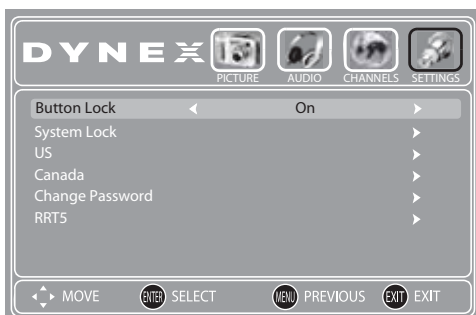 DYNEX
PICTURE AUDIO CHANNELS SETTINGS
Button Lock On
System Lock
US
Canada
Change Password
RRT5
MOVE ENTER SELECT MENU PREVIOUS EXIT EXIT